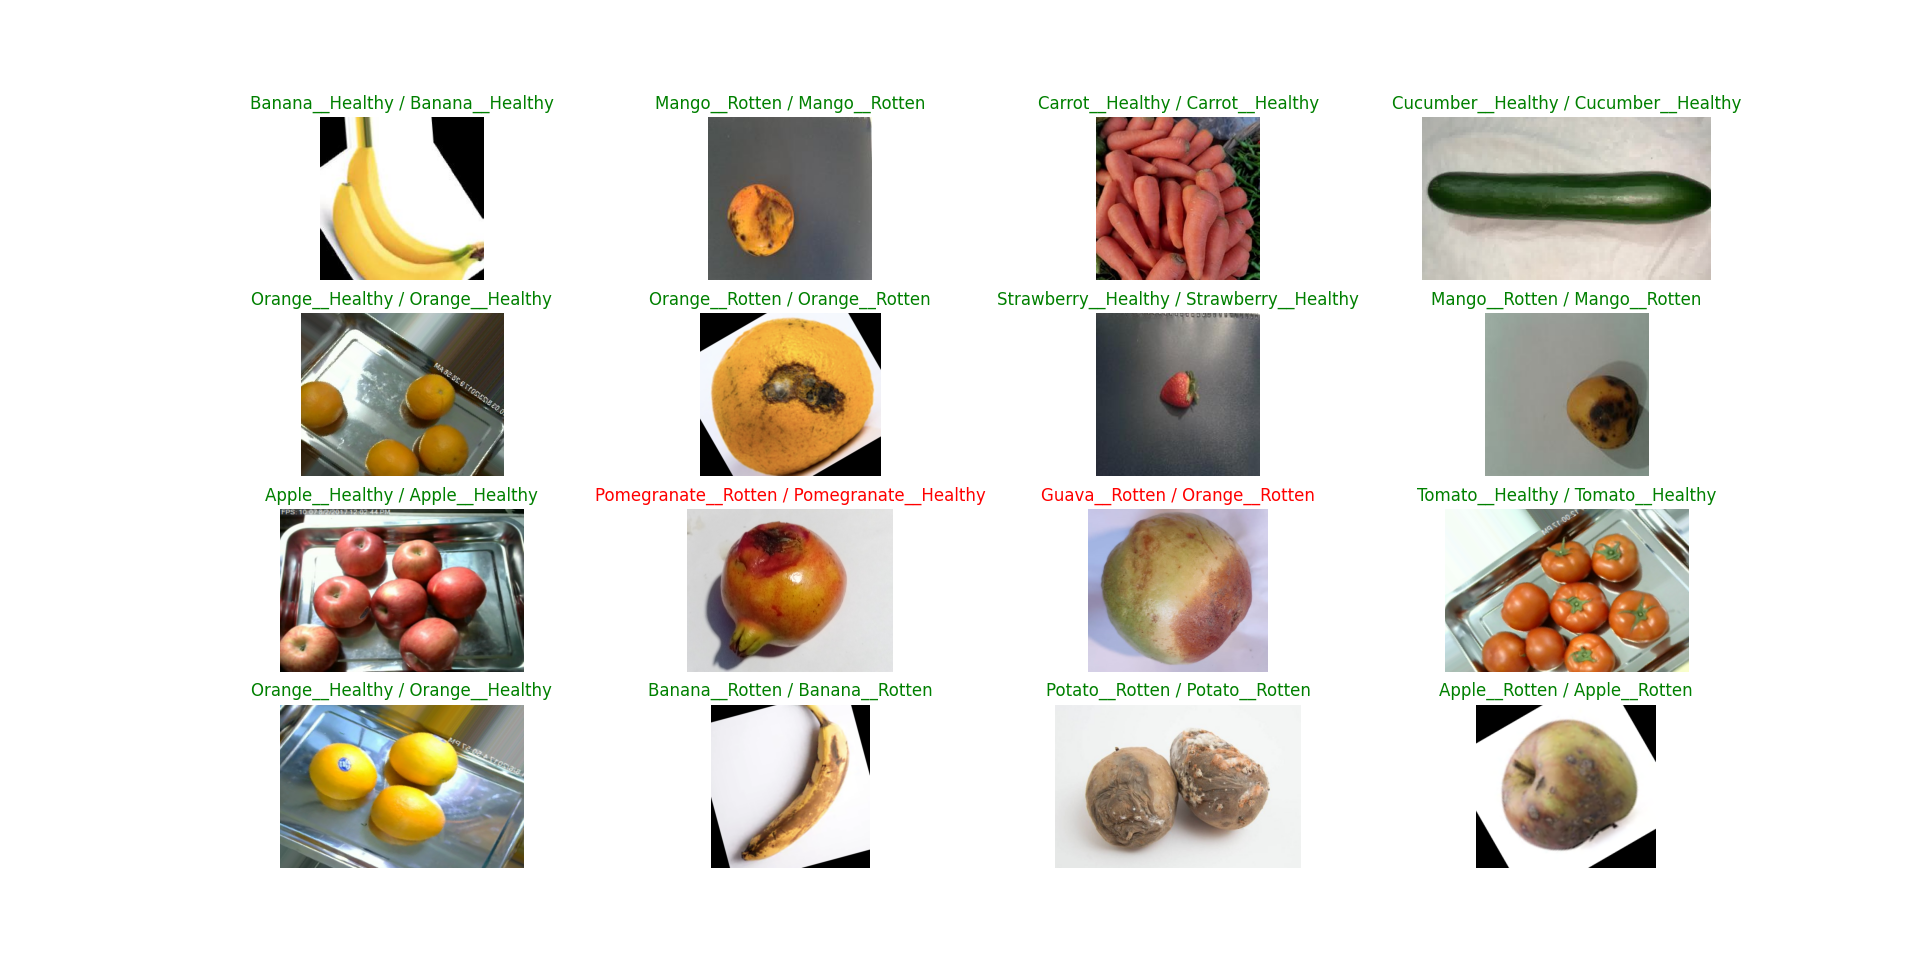 Banana__Healthy / Banana__Healthy
Mango__Rotten / Mango__Rotten
Carrot__Healthy / Carrot__Healthy
Cucumber__Healthy / Cucumber__Healthy
Orange__Healthy / Orange__Healthy
Orange__Rotten / Orange__Rotten
Strawberry__Healthy / Strawberry__Healthy
Mango__Rotten / Mango__Rotten
Apple__Healthy / Apple__Healthy
Pomegranate__Rotten / Pomegranate__Healthy
Guava__Rotten / Orange__Rotten
Tomato__Healthy / Tomato__Healthy
Orange__Healthy / Orange__Healthy
Banana__Rotten / Banana__Rotten
Potato__Rotten / Potato__Rotten
Apple__Rotten / Apple__Rotten